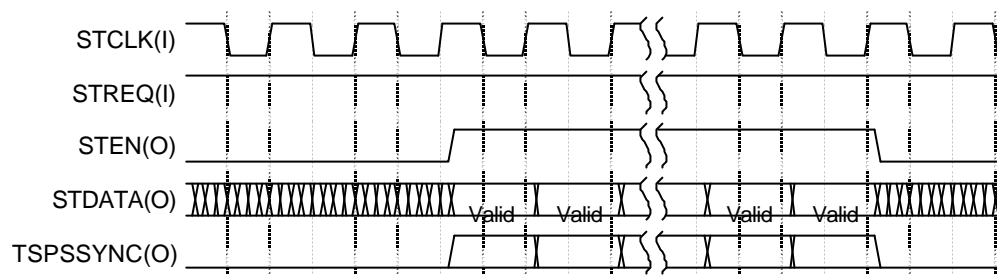 STCLK(I)
STREQ(I)
STEN(O)
STDATA(O)
Valid Valid Valid Valid
TSPSSYNC(O)